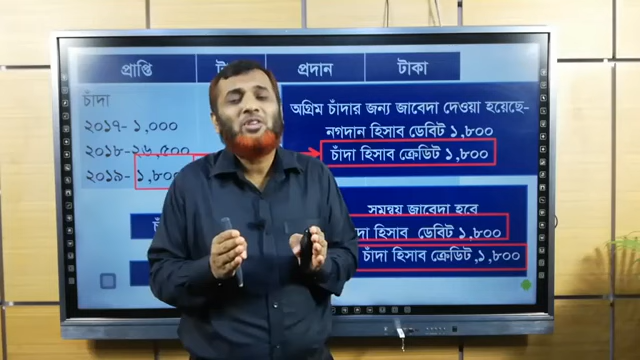 প্রাপ্তি
প্রদান
টাকা
চাঁদা
২০১৭- ১,০০০
২০১৮-২৬,৫০০
২০১৯- ১,৮০০
অগ্রিম চাঁদার জন্য জাবেদা দেওয়া হয়েছে-
নগদান হিসাব ডেবিট ১,৮০০
চাঁদা হিসাব ক্রেডিট ১,৮০০
সমন্বয় জাবেদা হবে
হিসাব ডেবিট ১,৮০০
চাঁদা হিসাব ক্রেডিট ,১,৮০০